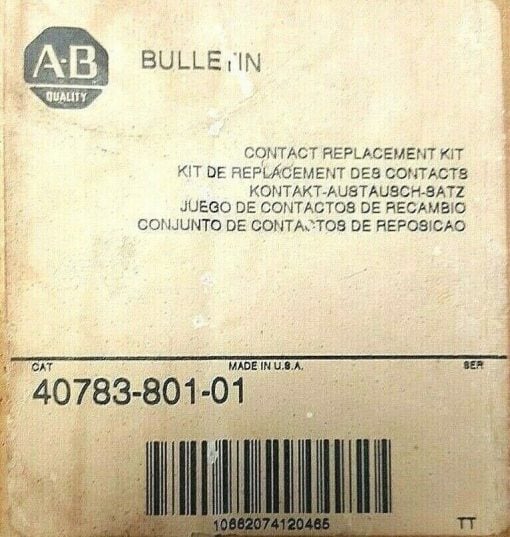 A-B
QUALITY
BULLETIN
CONTACT REPLACEMENT KIT
KIT DE REPLACEMENT DES CONTACTS
KONTAKT-AUSTAUSCH-SATZ
JUEGO DE CONTACTOS DE RECAMBIO
CONJUNTO DE CONTACTOS DE REPOSICAO
CAT MADE IN U.S.A. SER
40783-801-01
10662074120465
TT